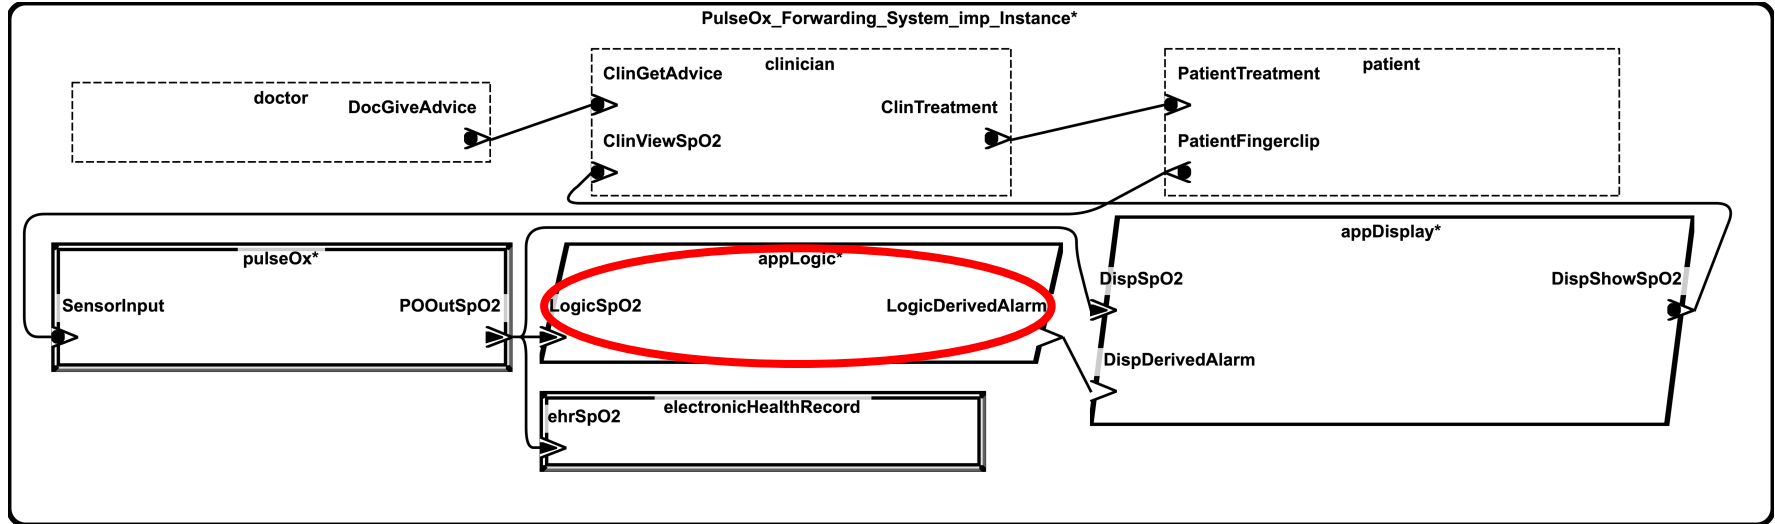 PulseOx_Forwarding_System_imp_Instance*
doctor
DocGiveAdvice
clinician
ClinGetAdvice
ClinTreatment
ClinViewSpO2
patient
PatientTreatment
PatientFingerclip
pulseOx*
SensorInput
POOutSpO2
appLogic*
LogicSpO2
LogicDerivedAlarm
appDisplay*
DispSpO2
DispShowSpO2
DispDerivedAlarm
electronicHealthRecord
ehrSpO2